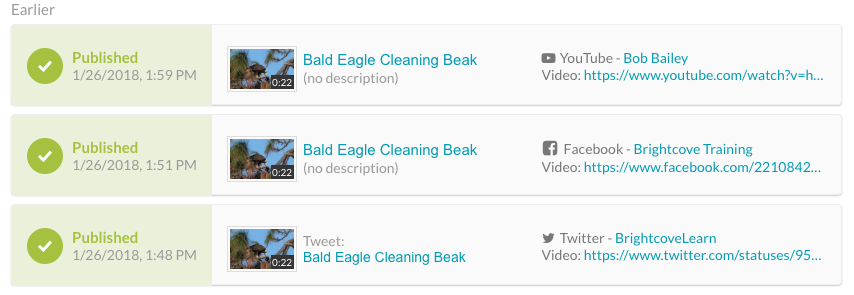 Earlier
Published
1/26/2018, 1:59 PM
0:22
Bald Eagle Cleaning Beak
(no description)
YouTube - Bob Bailey
Video: https://www.youtube.com/watch?v=h...
Published
1/26/2018, 1:51 PM
0:22
Bald Eagle Cleaning Beak
(no description)
Facebook - Brightcove Training
Video: https://www.facebook.com/2210842...
Published
1/26/2018, 1:48 PM
0:22
Tweet:
Bald Eagle Cleaning Beak
Twitter - BrightcoveLearn
Video: https://www.twitter.com/statuses/95...